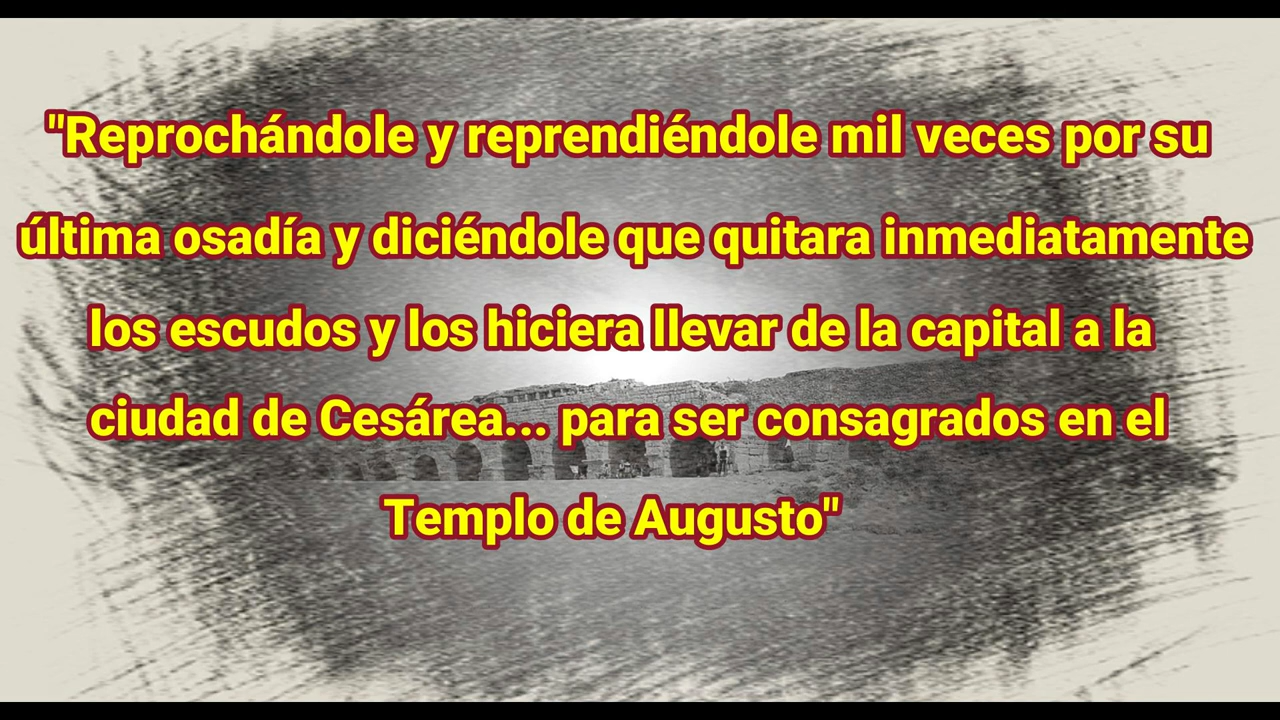 "Reprochándole y reprendiéndole mil veces por su
última osadía y diciéndole que quitara inmediatamente
los escudos y los hiciera llevar de la capital a la
ciudad de Cesárea... para ser consagrados en el
Templo de Augusto"